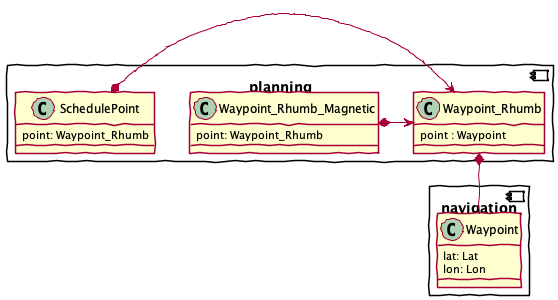 planning
C SchedulePoint
point: Waypoint_Rhumb
C Waypoint_Rhumb_Magnetic
point: Waypoint_Rhumb
C Waypoint_Rhumb
point : Waypoint
navigation
C Waypoint
lat: Lat
lon: Lon